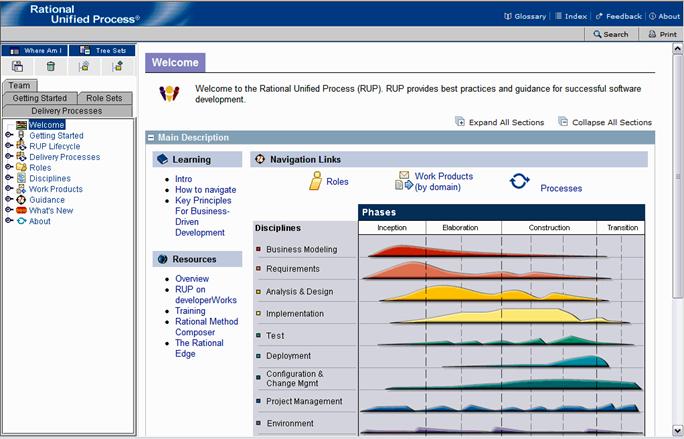 Rational
Unified Process®
Glossary
Index
Feedback
About
Search
Print
Where Am I
Tree Sets
Team
Getting Started
Role Sets
Delivery Processes
Welcome
Getting Started
RUP Lifecycle
Delivery Processes
Roles
Disciplines
Work Products
Guidance
What's New
About
Welcome
Welcome to the Rational Unified Process (RUP). RUP provides best practices and guidance for successful software
development.
Expand All Sections
Collapse All Sections
Main Description
Learning
Intro
How to navigate
Key Principles
For Business-
Driven
Development
Resources
Overview
RUP on
developerWorks
Training
Rational Method
Composer
The Rational
Edge
Navigation Links
Roles
Work Products
(by domain)
Processes
Phases
Disciplines
Inception
Elaboration
Construction
Transition
Business Modeling
Requirements
Analysis & Design
Implementation
Test
Deployment
Configuration &
Change Mgmt
Project Management
Environment